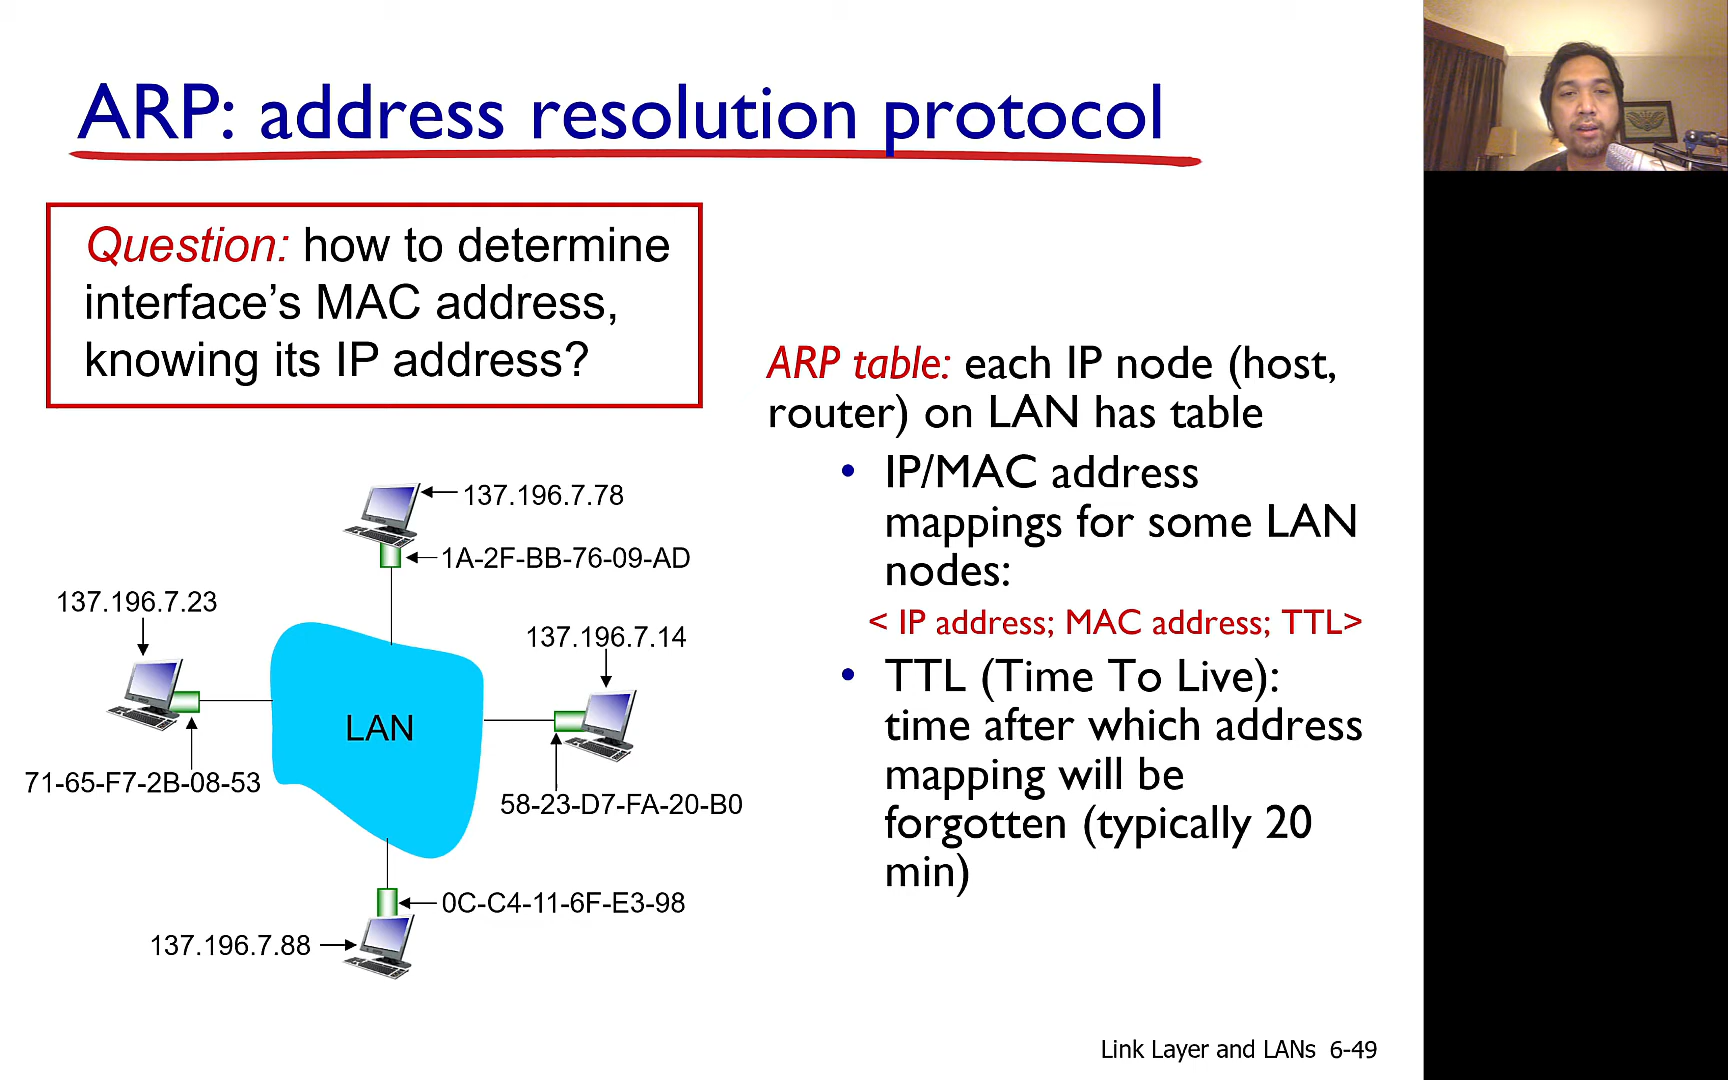 ARP: address resolution protocol
Question: how to determine
interface’s MAC address,
knowing its IP address?
ARP table: each IP node (host,
router) on LAN has table
• IP/MAC address
mappings for some LAN
nodes:
< IP address; MAC address; TTL>
• TTL (Time To Live):
time after which address
mapping will be
forgotten (typically 20
min)
137.196.7.78
1A-2F-BB-76-09-AD
137.196.7.23
137.196.7.14
LAN
71-65-F7-2B-08-53
58-23-D7-FA-20-B0
0C-C4-11-6F-E3-98
137.196.7.88
Link Layer and LANs 6-49